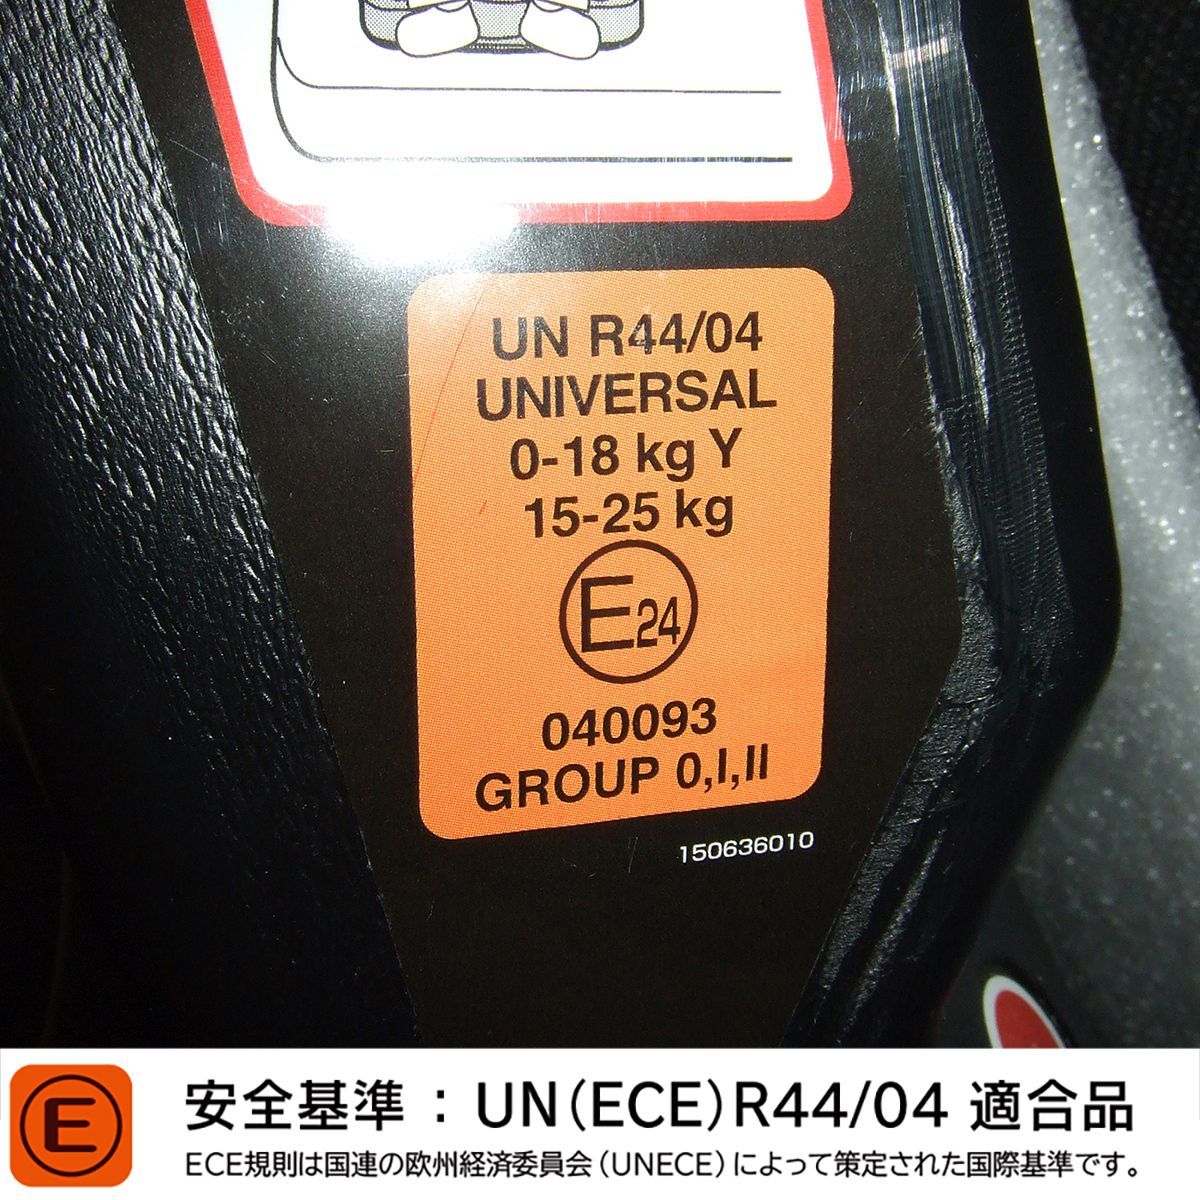 UN R44/04
UNIVERSAL
0-18 kg Y
15-25 kg
E24
040093
GROUP 0,I,II
150636010
E
安全基準：UN(ECE)R44/04 適合品
ECE規則は国連の欧州経済委員会（UNECE）によって策定された国際基準です。